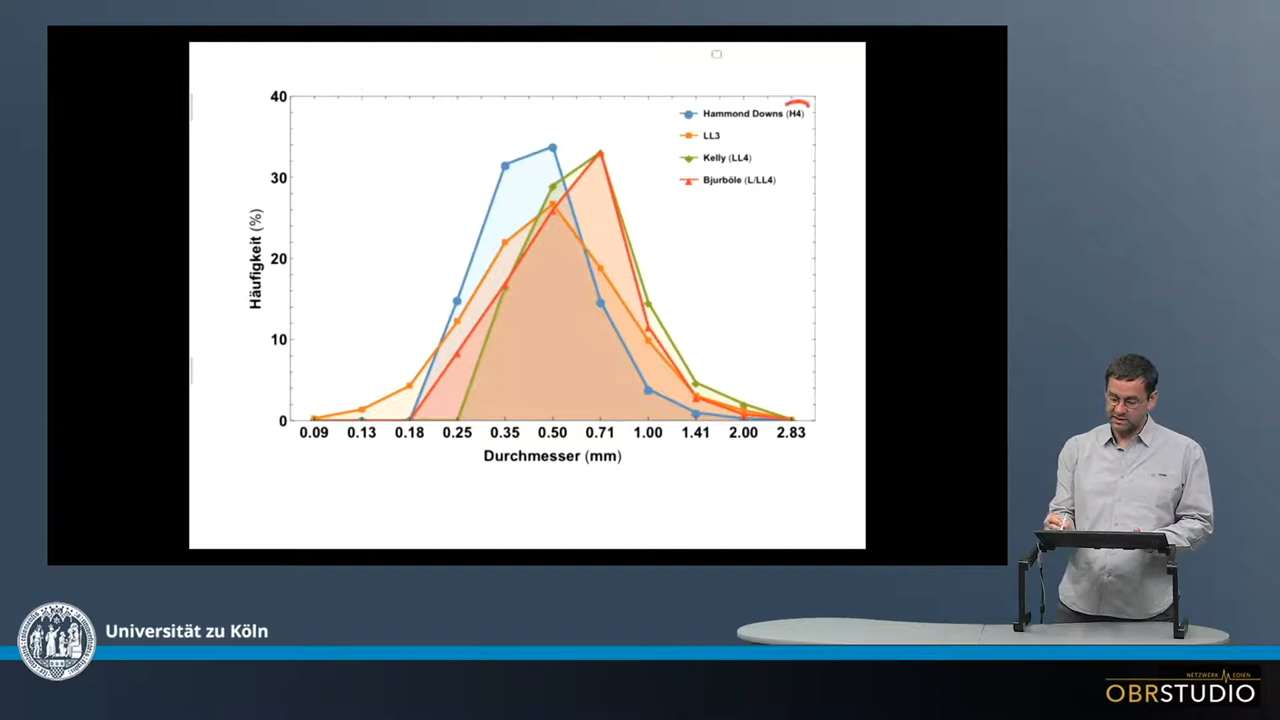 40
30
20
10
0
Häufigkeit (%)
Hammond Downs (H4)
LL3
Kelly (LL4)
Bjurböle (L/LL4)
0.09 0.13 0.18 0.25 0.35 0.50 0.71 1.00 1.41 2.00 2.83
Durchmesser (mm)
Universität zu Köln
NETZWERK MEDIEN
OBRSTUDIO